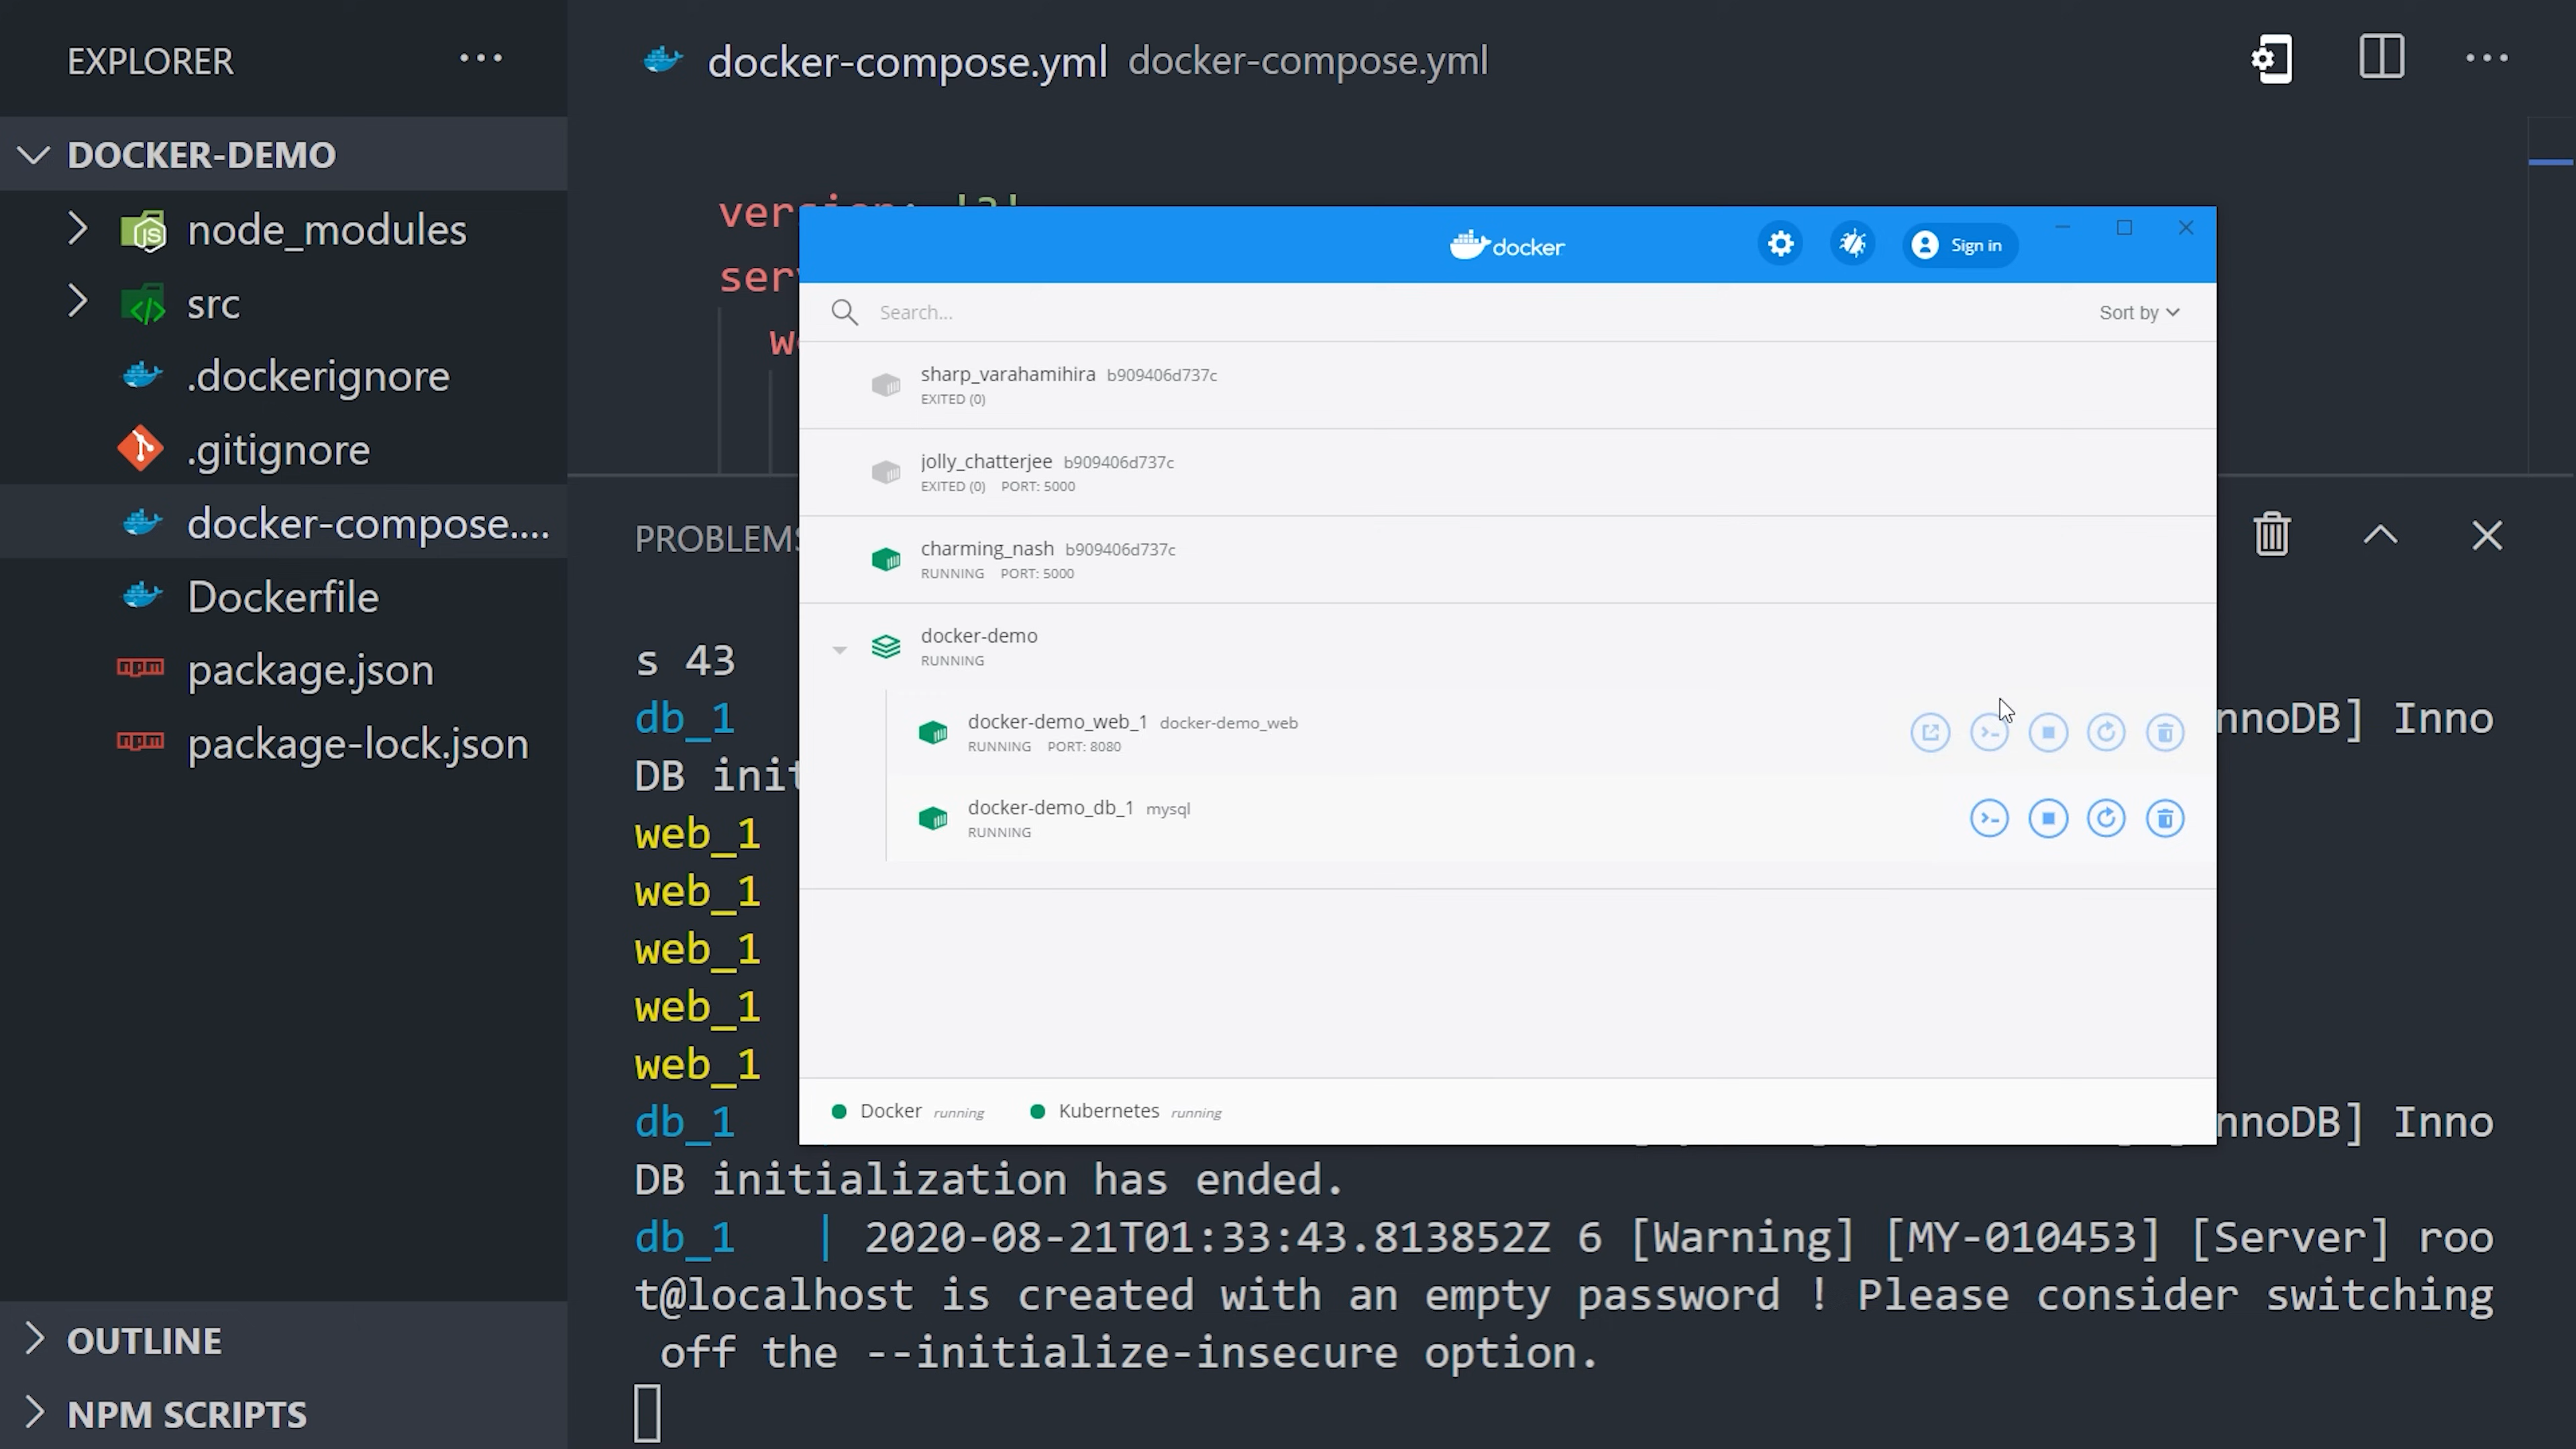 EXPLORER
DOCKER-DEMO
node_modules
src
.dockerignore
.gitignore
docker-compose....
Dockerfile
package.json
package-lock.json
OUTLINE
NPM SCRIPTS
docker-compose.yml docker-compose.yml
docker
Sign in
Search...
Sort by
sharp_varahamihira b909406d737c
EXITED (0)
jolly_chatterjee b909406d737c
EXITED (0) PORT: 5000
charming_nash b909406d737c
RUNNING PORT: 5000
docker-demo
RUNNING
docker-demo_web_1 docker-demo_web
RUNNING PORT: 8080
docker-demo_db_1 mysql
RUNNING
Docker running Kubernetes running
PROBLEMS
s 43
db_1 nnoDB] Inno
DB init
web_1
web_1
web_1
web_1
web_1
db_1 nnoDB] Inno
DB initialization has ended.
db_1 | 2020-08-21T01:33:43.813852Z 6 [Warning] [MY-010453] [Server] roo
t@localhost is created with an empty password ! Please consider switching
off the --initialize-insecure option.